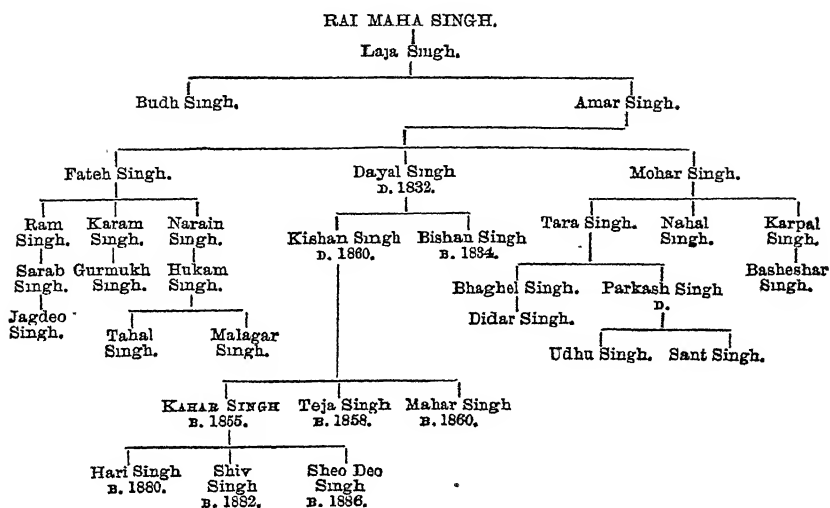 RAI MAHA SINGH.
Laja Singh.
Budh Singh. Amar Singh.
Fateh Singh. Dayal Singh Mohar Singh.
D. 1832.
Ram Karam Narain Tara Singh. Nahal Karpal
Singh. Singh. Singh. Singh. Singh.
Kishan Singh Bishan Singh
D. 1860. B. 1834.
Sarab Gurmukh Hukam Basheshar
Singh. Singh. Singh. Singh.
Bhaghel Singh. Parkash Singh
D.
Jagdeo Didar Singh.
Singh.
Tahal Malagar
Singh. Singh.
Udhu Singh. Sant Singh.
KAHAR SINGH Teja Singh Mahar Singh
B. 1855. B. 1858. B. 1860.
Hari Singh Shiv Sheo Deo
B. 1880. Singh Singh
B. 1882. B. 1886.